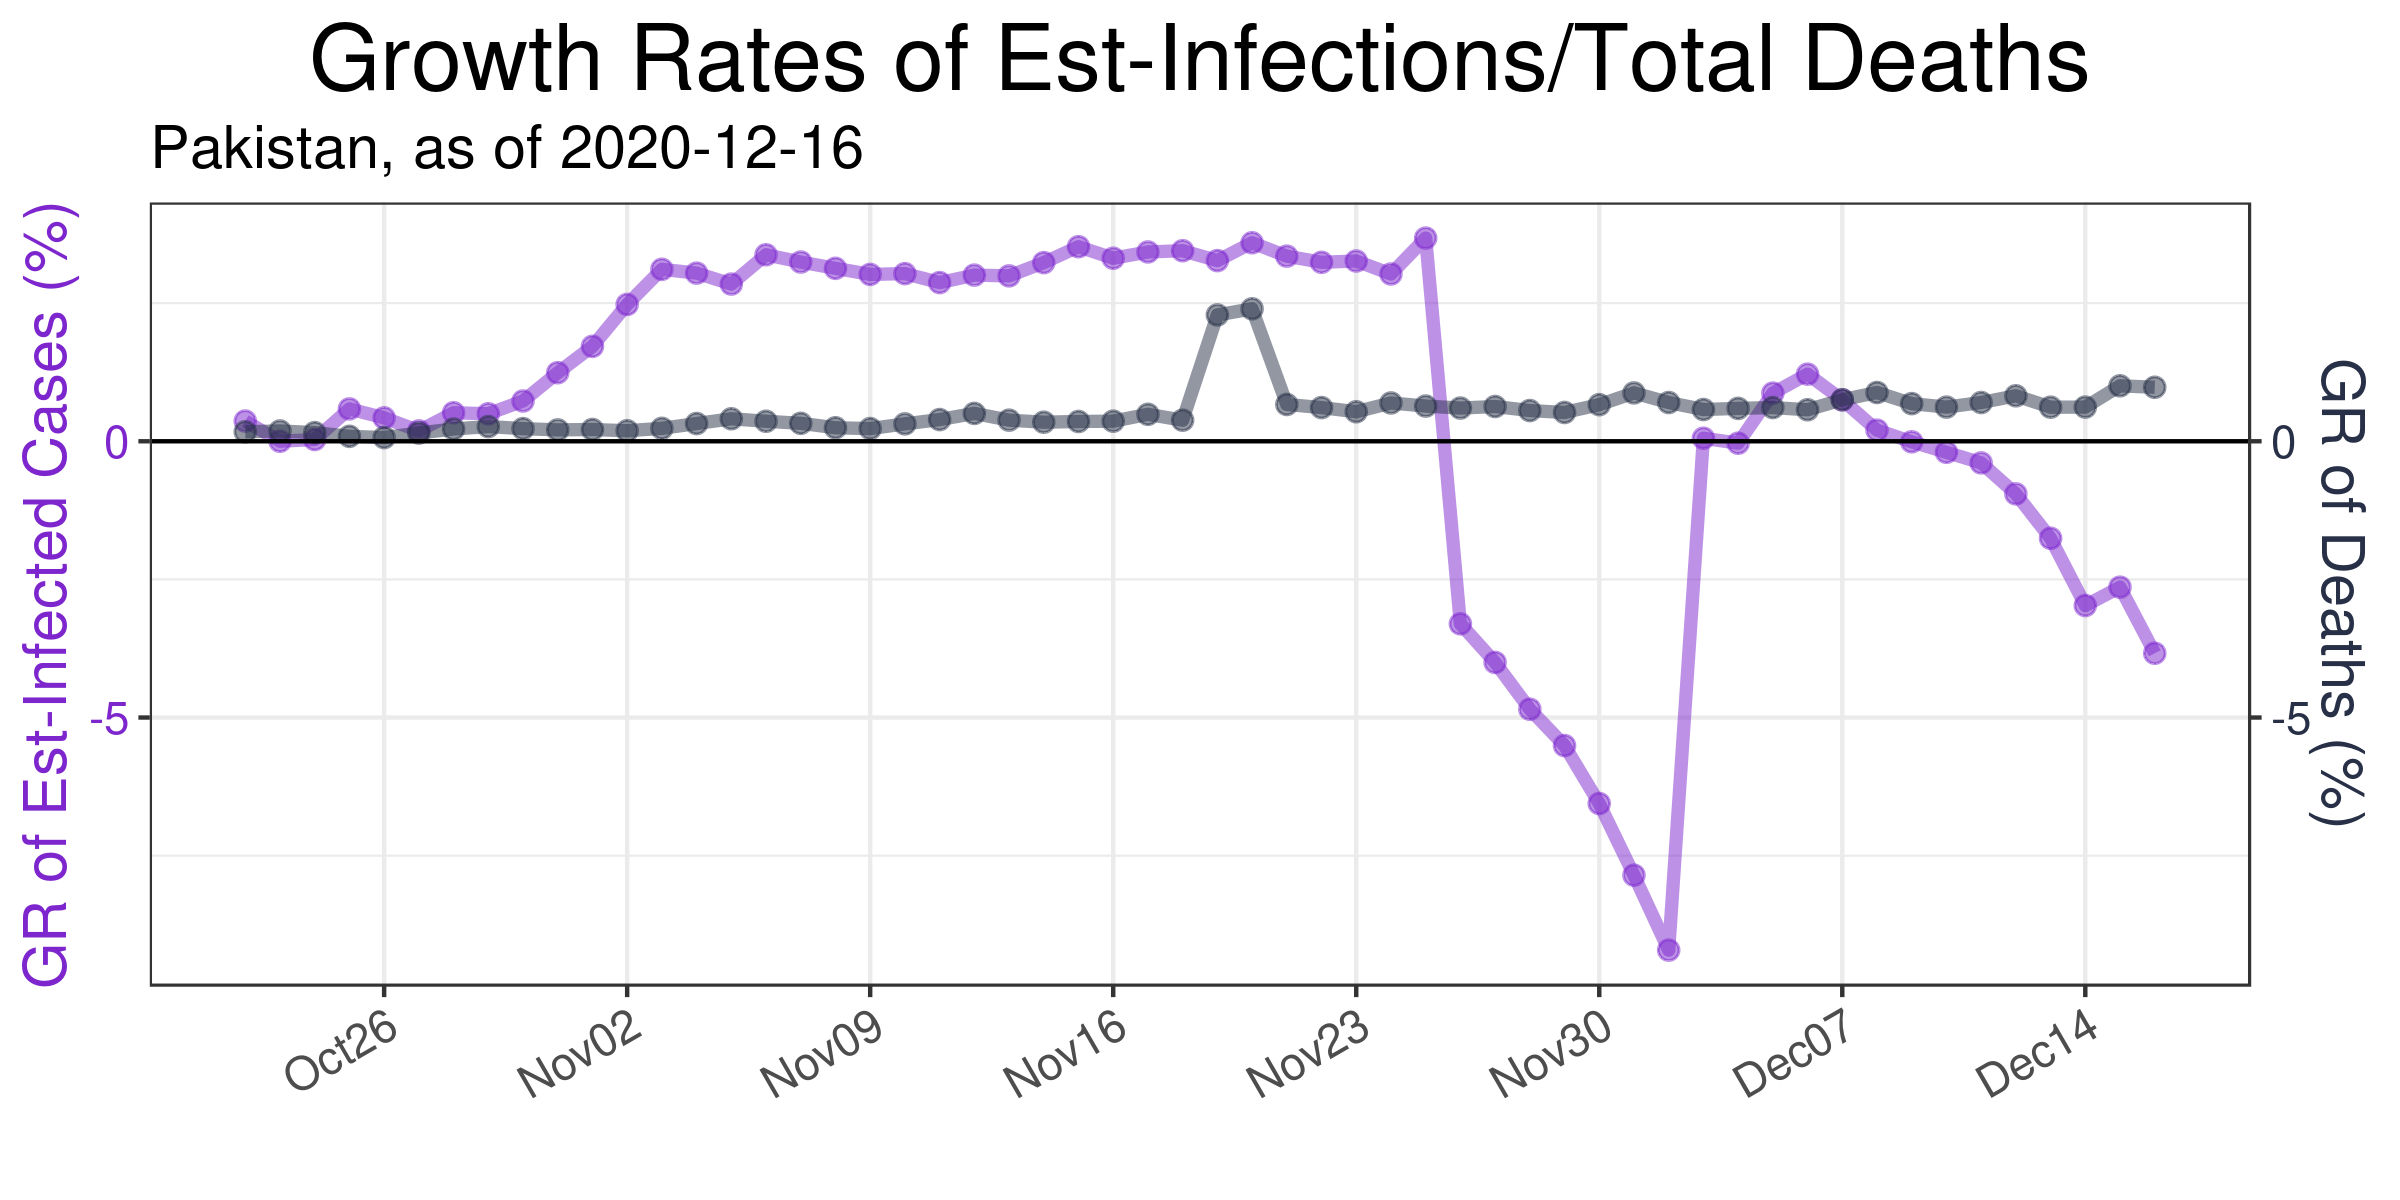 Growth Rates of Est-Infections/Total Deaths
Pakistan, as of 2020-12-16
GR of Est-Infected Cases (%)
0
-5
0
-5
GR of Deaths (%)
Oct26
Nov02
Nov09
Nov16
Nov23
Nov30
Dec07
Dec14